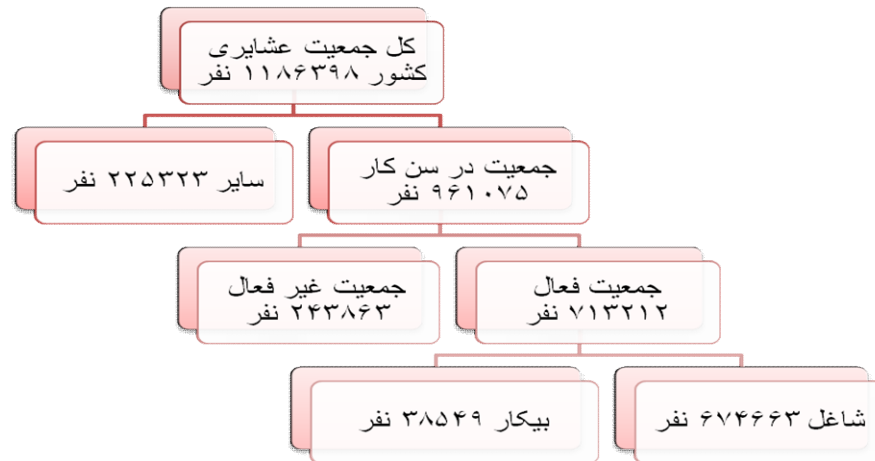 کل جمعیت عشایری
کشور ۱۱۸۶۳۹۸ نفر
جمعیت در سن کار
۹۶۱۰۷۵ نفر
سایر ۲۲۵۳۲۳ نفر
جمعیت فعال
۷۱۳۲۱۲ نفر
جمعیت غیر فعال
۲۴۳۸۶۳ نفر
شاغل ۶۷۴۶۶۳ نفر
بیکار ۳۸۵۴۹ نفر